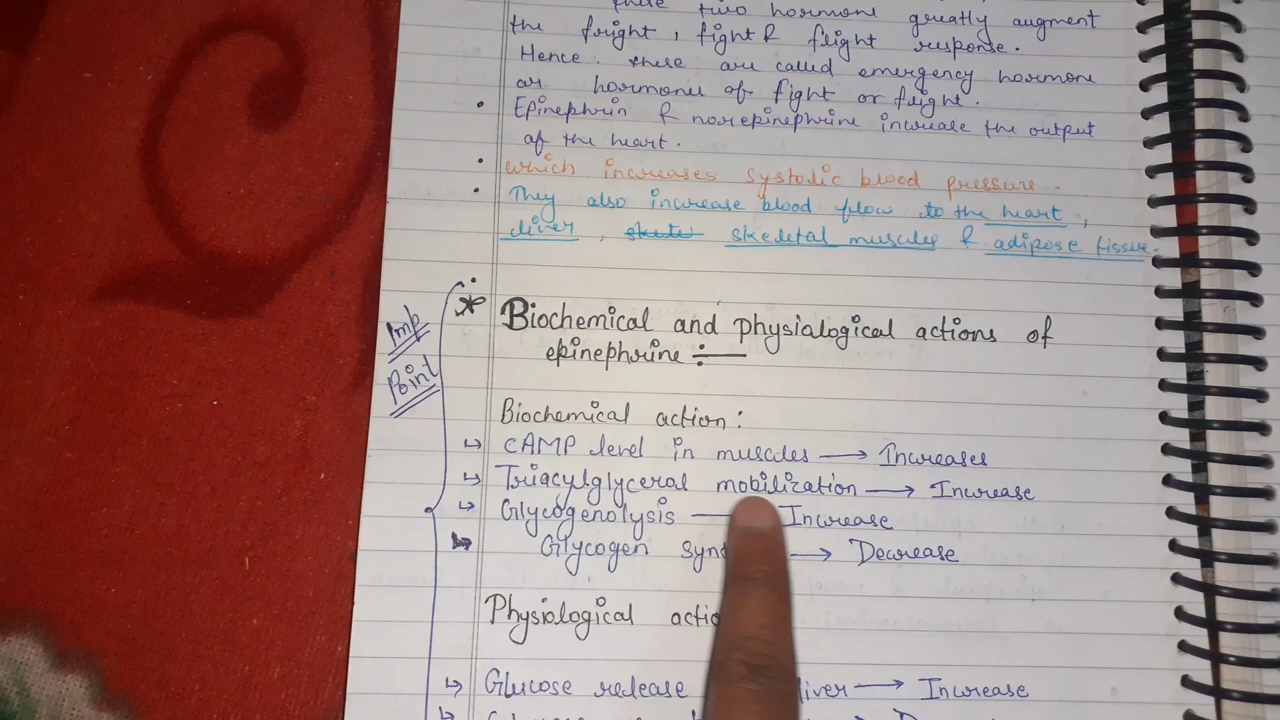 these two hormone greatly augment
the fright, fight & flight response.
Hence. these are called emergency hormone
or hormones of fight or flight.
• Epinephrin & norepinephrine increase the output
of the heart.
• which increases systolic blood pressure.
• They also increase blood flow to the heart,
liver, skeletal muscles & adipose tissue.
Imp
Point
* Biochemical and physialogical actions of
epinephrine :—
Biochemical action:
↳ CAMP level in muscles → Increases
↳ Triacylglyceral mobilization → Increase
↳ Glycogenolysis — Increase
Glycogen syn → Decrease
Physiological actio
↳ Glucose release liver → Increase